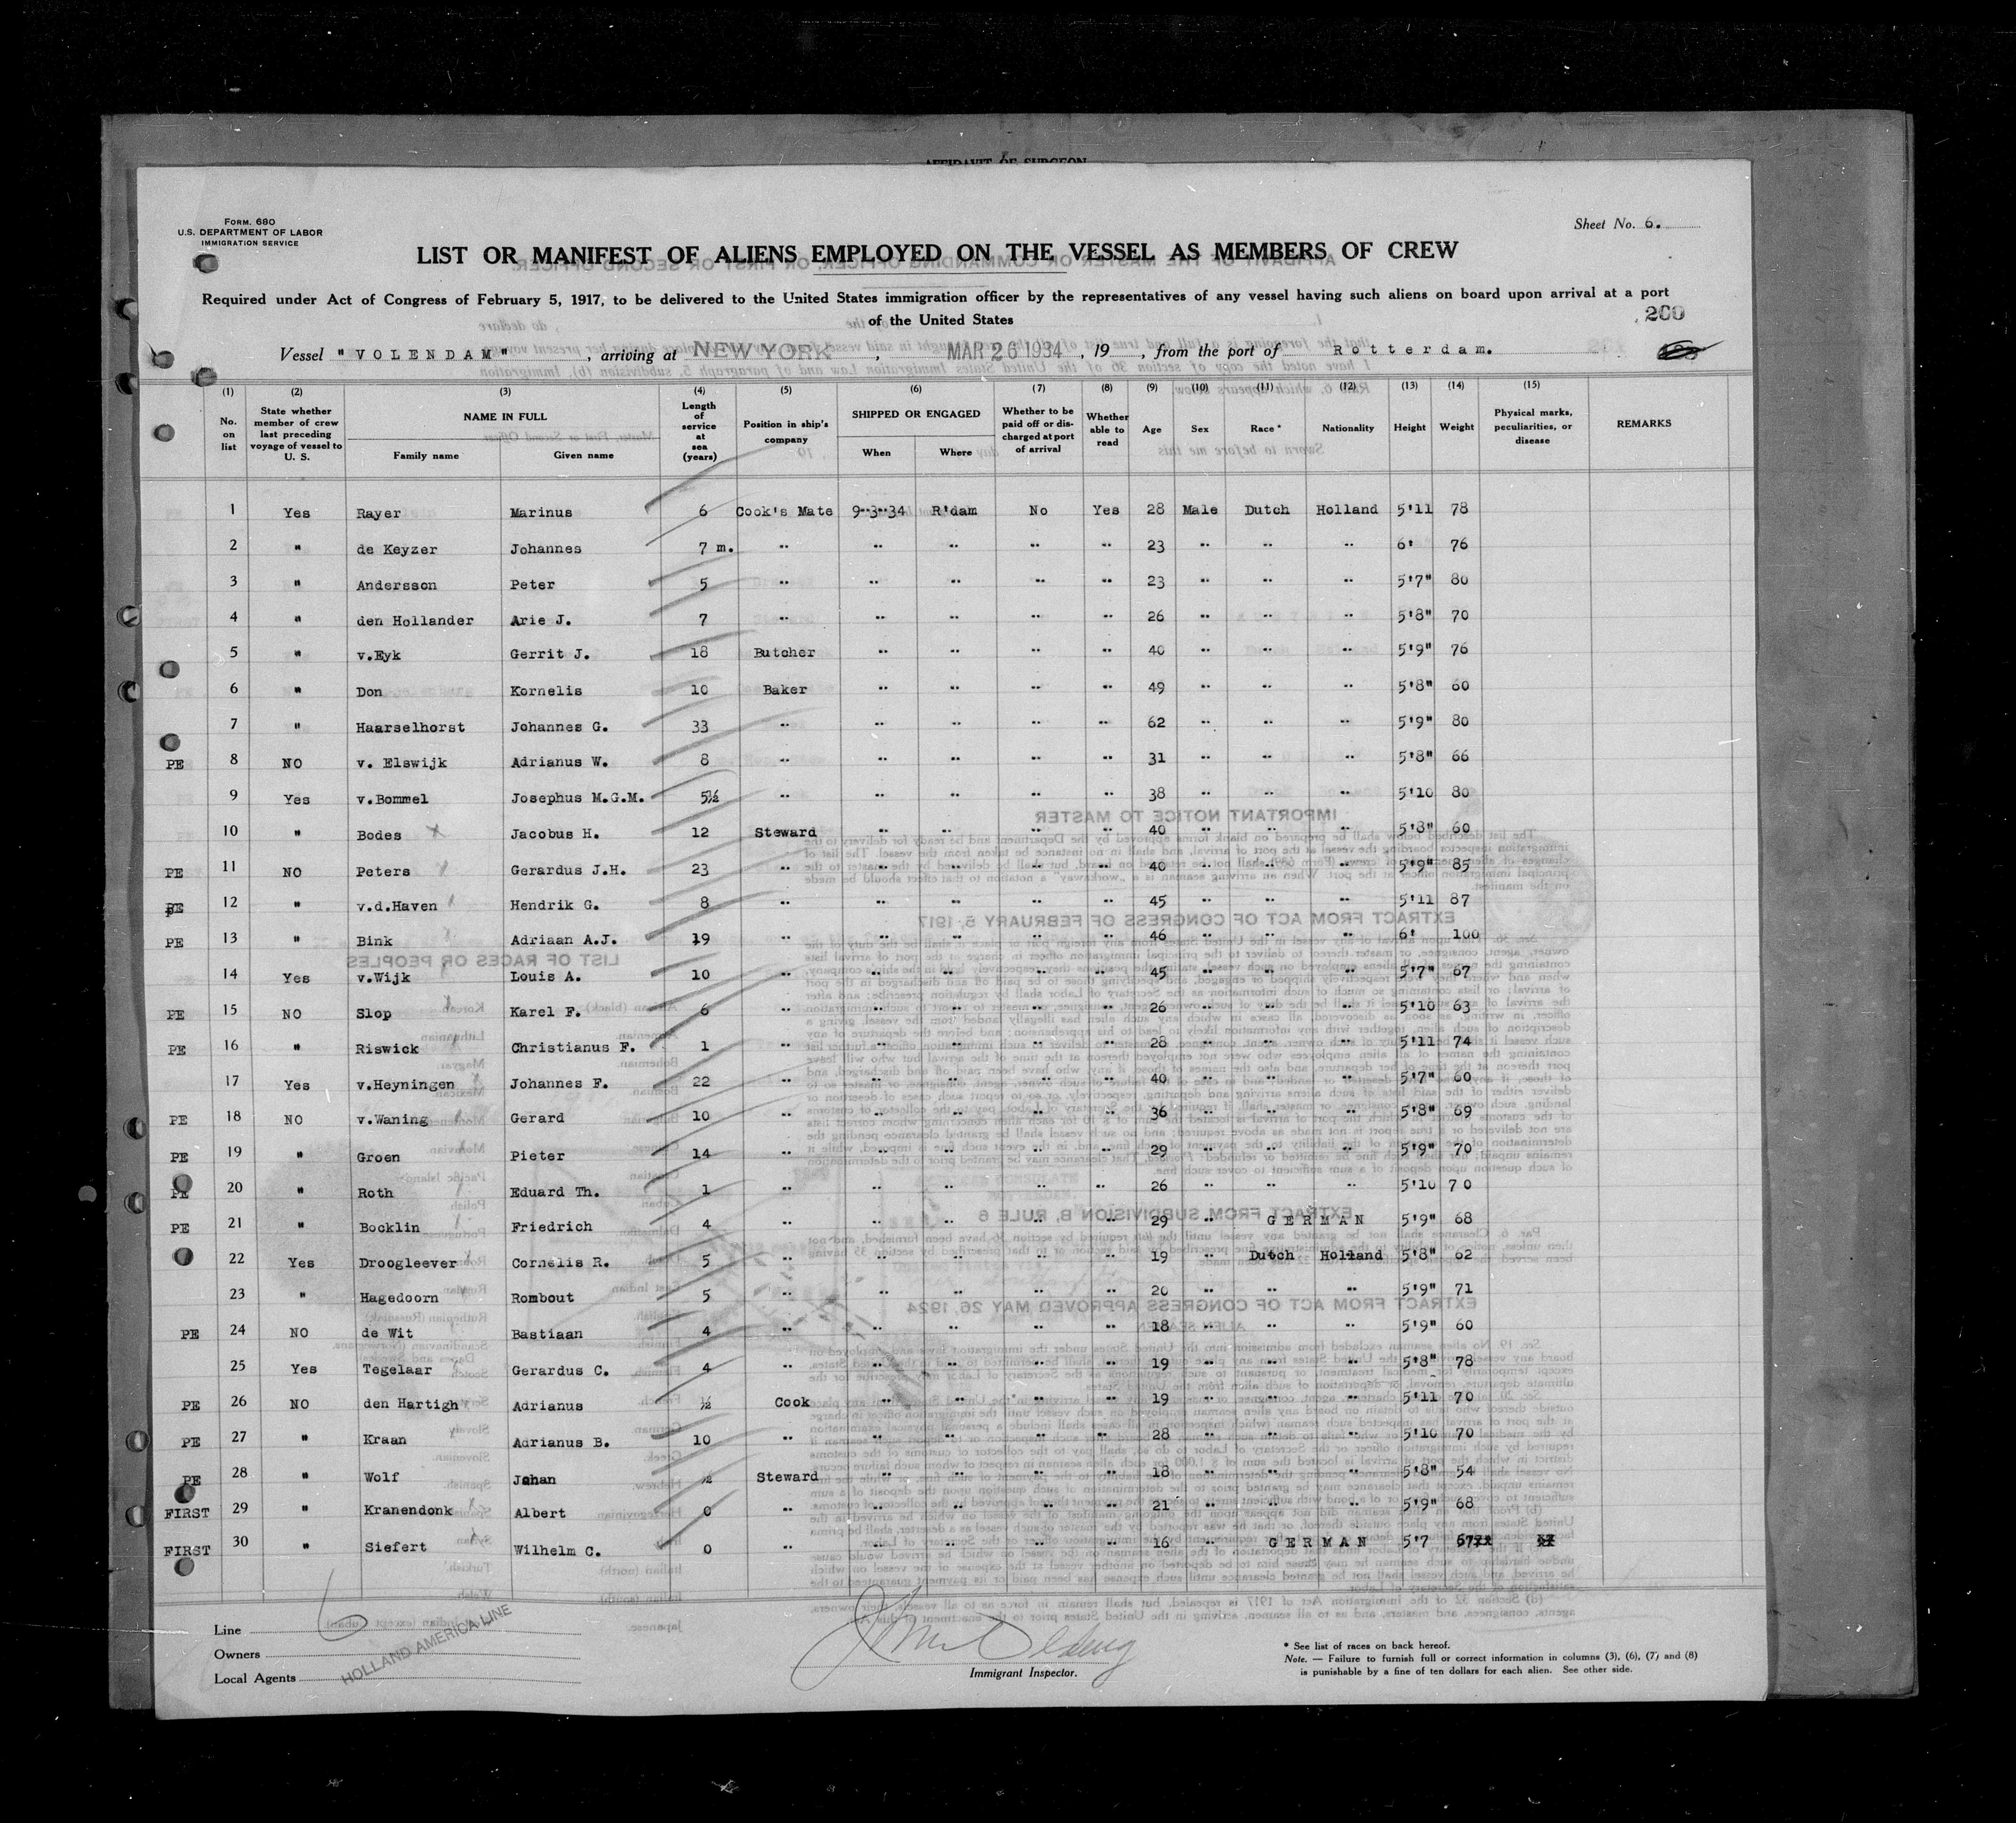 AFFIDAVIT OF SURGEON
FORM. 680
U.S. DEPARTMENT OF LABOR
IMMIGRATION SERVICE
Sheet No. 6.
LIST OR MANIFEST OF ALIENS EMPLOYED ON THE VESSEL AS MEMBERS OF CREW
Required under Act of Congress of February 5, 1917, to be delivered to the United States immigration officer by the representatives of any vessel having such aliens on board upon arrival at a port
of the United States
200
Vessel "VOLENDAM", arriving at NEW YORK, MAR 26 1934, 19, from the port of Rotterdam.
(1) (2) (3) (4) (5) (6) (7) (8) (9) (10) (11) (12) (13) (14) (15)
No. on list State whether member of crew last preceding voyage of vessel to U. S. NAME IN FULL Family name Given name Length of service at sea (years) Position in ship's company SHIPPED OR ENGAGED When Where Whether to be paid off or discharged at port of arrival Whether able to read Age Sex Race* Nationality Height Weight Physical marks, peculiarities, or disease REMARKS
1 Yes Rayer Marinus 6 Cook's Mate 9-3-34 R'dam No Yes 28 Male Dutch Holland 5'11 78
2 " de Keyzer Johannes 7 m. " " " " " 23 " " " 6' 76
3 " Andersson Peter 5 " " " " " 23 " " " 5'7" 80
4 " den Hollander Arie J. 7 " " " " " 26 " " " 5'8" 70
5 " v.Eyk Gerrit J. 18 Butcher " " " " 40 " " " 5'9" 76
6 " Don Kornelis 10 Baker " " " " 49 " " " 5'8" 60
7 " Haarselhorst Johannes G. 33 " " " " " 62 " " " 5'9" 80
PE 8 NO v. Elswijk Adrianus W. 8 " " " " " 31 " " " 5'8" 66
9 Yes v.Bommel Josephus M.G.M. 5½ " " " " " 38 " " " 5'10 80
10 " Bodes Jacobus H. 12 Steward " " " " 40 " " " 5'8" 60
PE 11 NO Peters Gerardus J.H. 23 " " " " " 40 " " " 5'9" 85
PE 12 " v.d.Haven Hendrik G. 8 " " " " " 45 " " " 5'11 87
PE 13 " Bink Adriaan A.J. 19 " " " " " 46 " " " 6' 100
14 Yes v.Wijk Louis A. 10 " " " " " 45 " " " 5'7" 67
PE 15 NO Slop Karel F. 6 " " " " " 26 " " " 5'10 63
PE 16 " Riswick Christianus F. 1 " " " " " 28 " " " 5'11 74
17 Yes v.Heyningen Johannes F. 22 " " " " " 40 " " " 5'7" 60
PE 18 NO v.Waning Gerard 10 " " " " " 36 " " " 5'8" 69
PE 19 " Groen Pieter 14 " " " " " 29 " " " 5'9" 70
PE 20 " Roth Eduard Th. 1 " " " " " 26 " " " 5'10 70
PE 21 " Bocklin Friedrich 4 " " " " " 29 " GERMAN 5'9" 68
22 Yes Droogleever Cornelis R. 5 " " " " " 19 " Dutch Holland 5'8" 62
23 " Hagedoorn Rombout 5 " " " " " 20 " " " 5'9" 71
PE 24 NO de Wit Bastiaan 4 " " " " " 18 " " " 5'9" 60
25 Yes Tegelaar Gerardus C. 4 " " " " " 19 " " " 5'8" 78
PE 26 NO den Hartigh Adrianus ½ Cook " " " " 19 " " " 5'11 70
PE 27 " Kraan Adrianus B. 10 " " " " " 28 " " " 5'10 70
PE 28 " Wolf Johan ½ Steward " " " " 18 " " " 5'8" 54
FIRST 29 " Kranendonk Albert 0 " " " " " 21 " " " 5'9" 68
FIRST 30 " Siefert Wilhelm C. 0 " " " " " 16 " GERMAN 5'7 67
Line
Owners HOLLAND AMERICA LINE
Local Agents
6
Immigrant Inspector.
* See list of races on back hereof.
Note. — Failure to furnish full or correct information in columns (3), (6), (7) and (8)
is punishable by a fine of ten dollars for each alien. See other side.